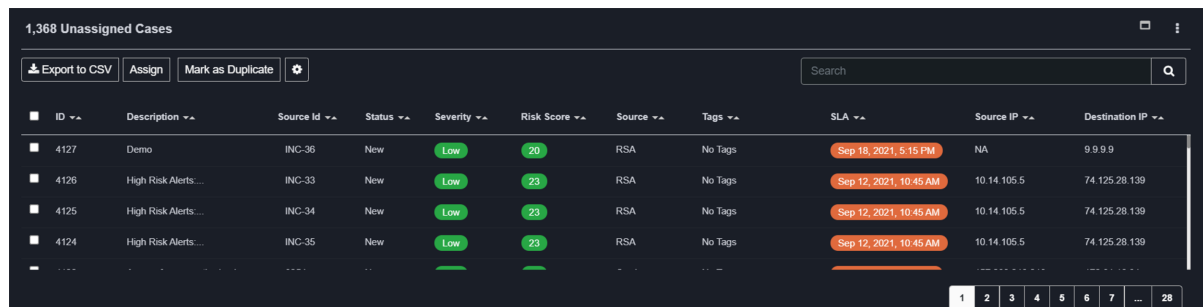 1,368 Unassigned Cases
Export to CSV Assign Mark as Duplicate Search
ID Description Source Id Status Severity Risk Score Source Tags SLA Source IP Destination IP
4127 Demo INC-36 New Low 20 RSA No Tags Sep 18, 2021, 5:15 PM NA 9.9.9.9
4126 High Risk Alerts:... INC-33 New Low 23 RSA No Tags Sep 12, 2021, 10:45 AM 10.14.105.5 74.125.28.139
4125 High Risk Alerts:... INC-34 New Low 23 RSA No Tags Sep 12, 2021, 10:45 AM 10.14.105.5 74.125.28.139
4124 High Risk Alerts:... INC-35 New Low 23 RSA No Tags Sep 12, 2021, 10:45 AM 10.14.105.5 74.125.28.139
1 2 3 4 5 6 7 ... 28